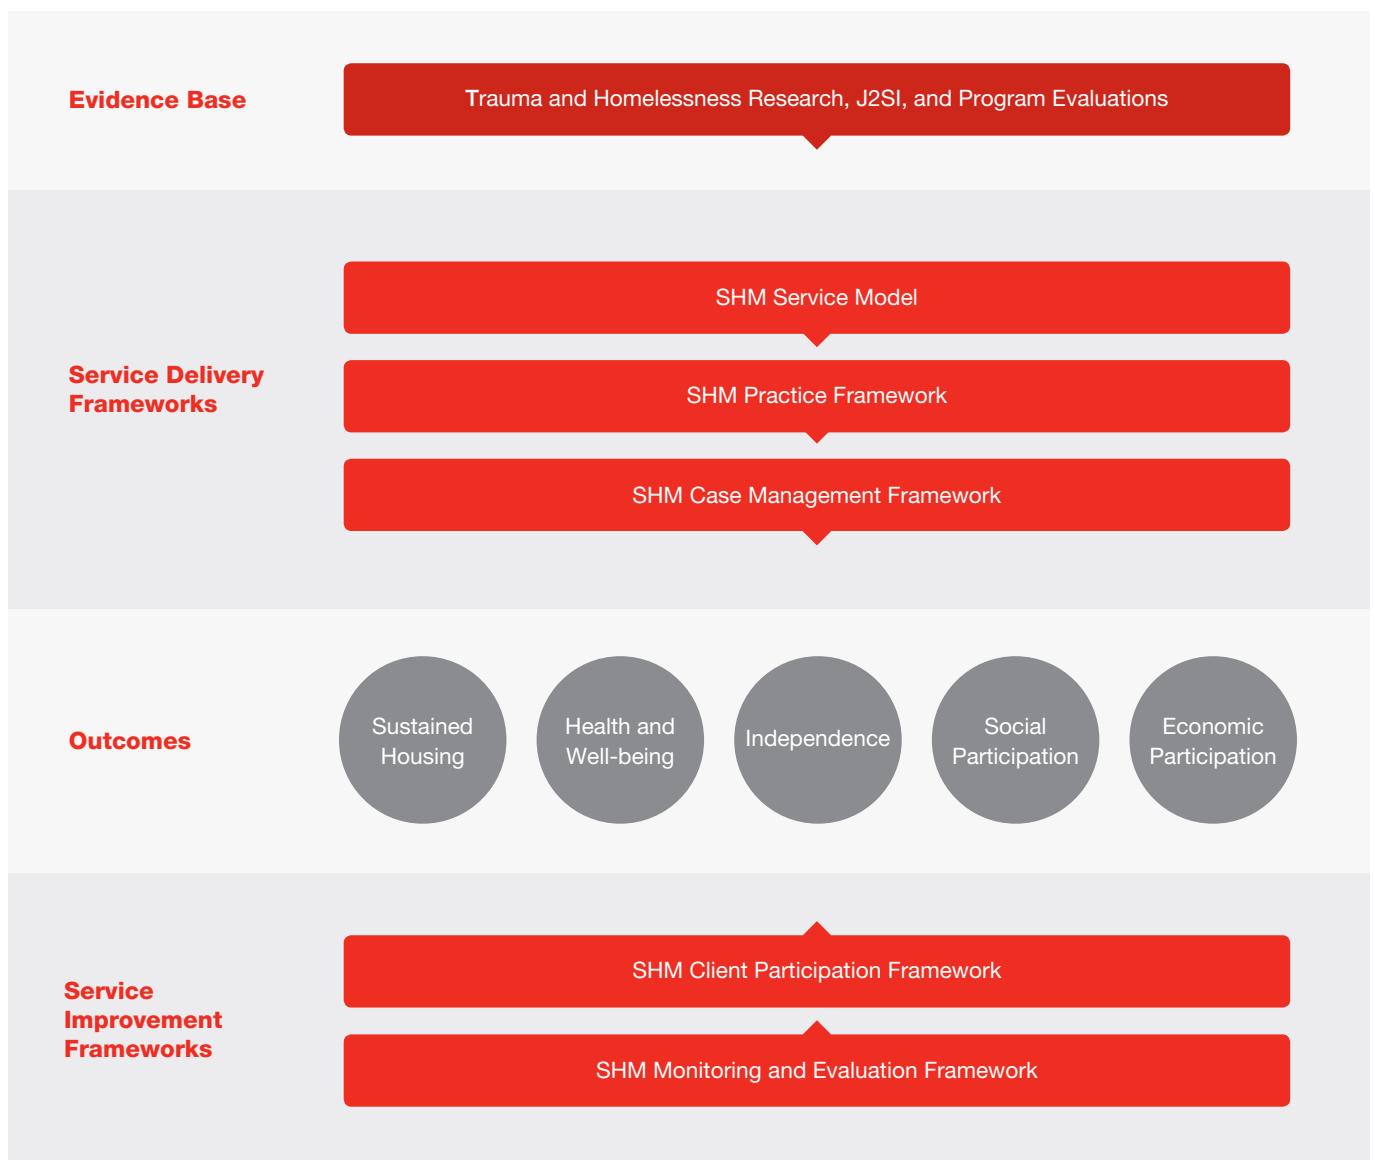 Evidence Base
Trauma and Homelessness Research, J2SI, and Program Evaluations
Service Delivery
Frameworks
SHM Service Model
SHM Practice Framework
SHM Case Management Framework
Outcomes
Sustained
Housing
Health and
Well-being
Independence
Social
Participation
Economic
Participation
Service
Improvement
Frameworks
SHM Client Participation Framework
SHM Monitoring and Evaluation Framework